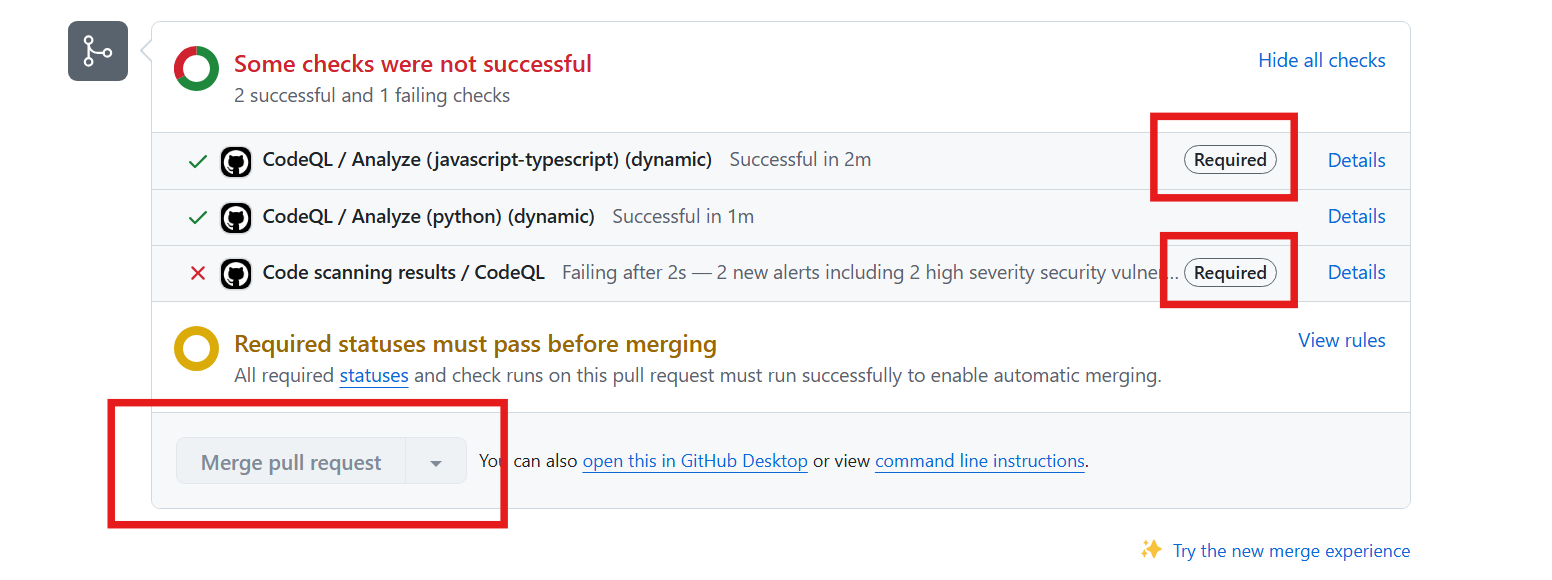 Some checks were not successful
Hide all checks
2 successful and 1 failing checks
CodeQL / Analyze (javascript-typescript) (dynamic) Successful in 2m Required Details
CodeQL / Analyze (python) (dynamic) Successful in 1m Details
Code scanning results / CodeQL Failing after 2s — 2 new alerts including 2 high severity security vulner... Required Details
Required statuses must pass before merging
View rules
All required statuses and check runs on this pull request must run successfully to enable automatic merging.
Merge pull request You can also open this in GitHub Desktop or view command line instructions.
Try the new merge experience